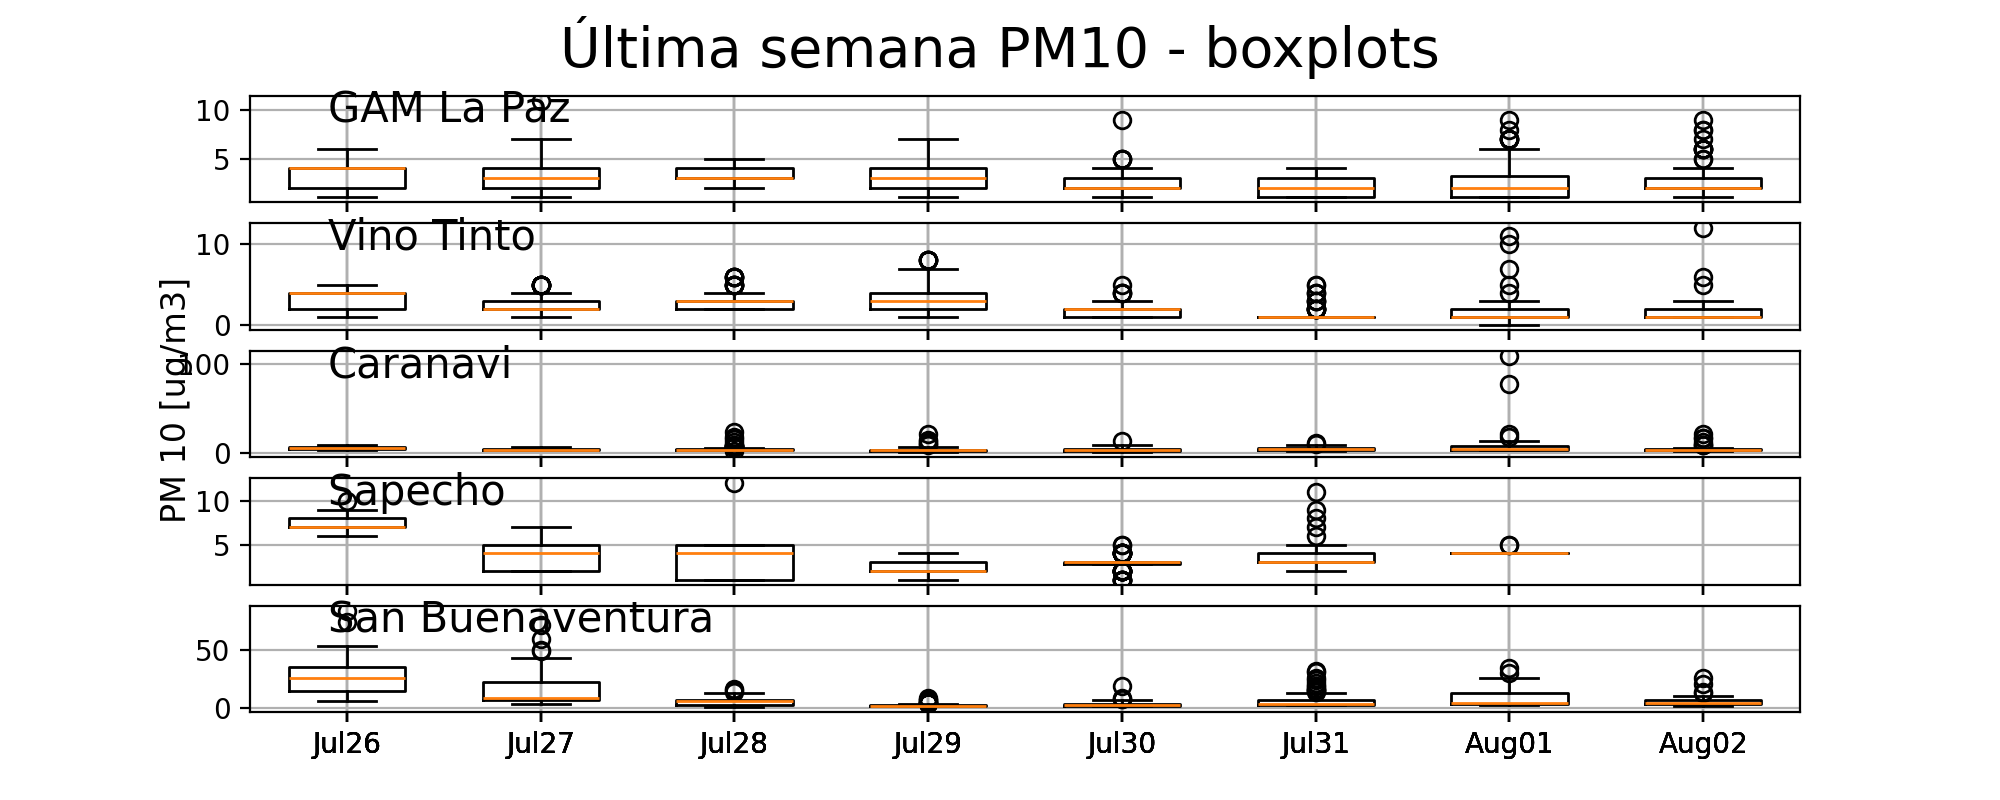 Última semana PM10 - boxplots
GAM La Paz
10
5
Vino Tinto
10
0
PM 10 [ug/m3]
Caranavi
100
0
Sapecho
10
5
San Buenaventura
50
0
Jul26 Jul27 Jul28 Jul29 Jul30 Jul31 Aug01 Aug02